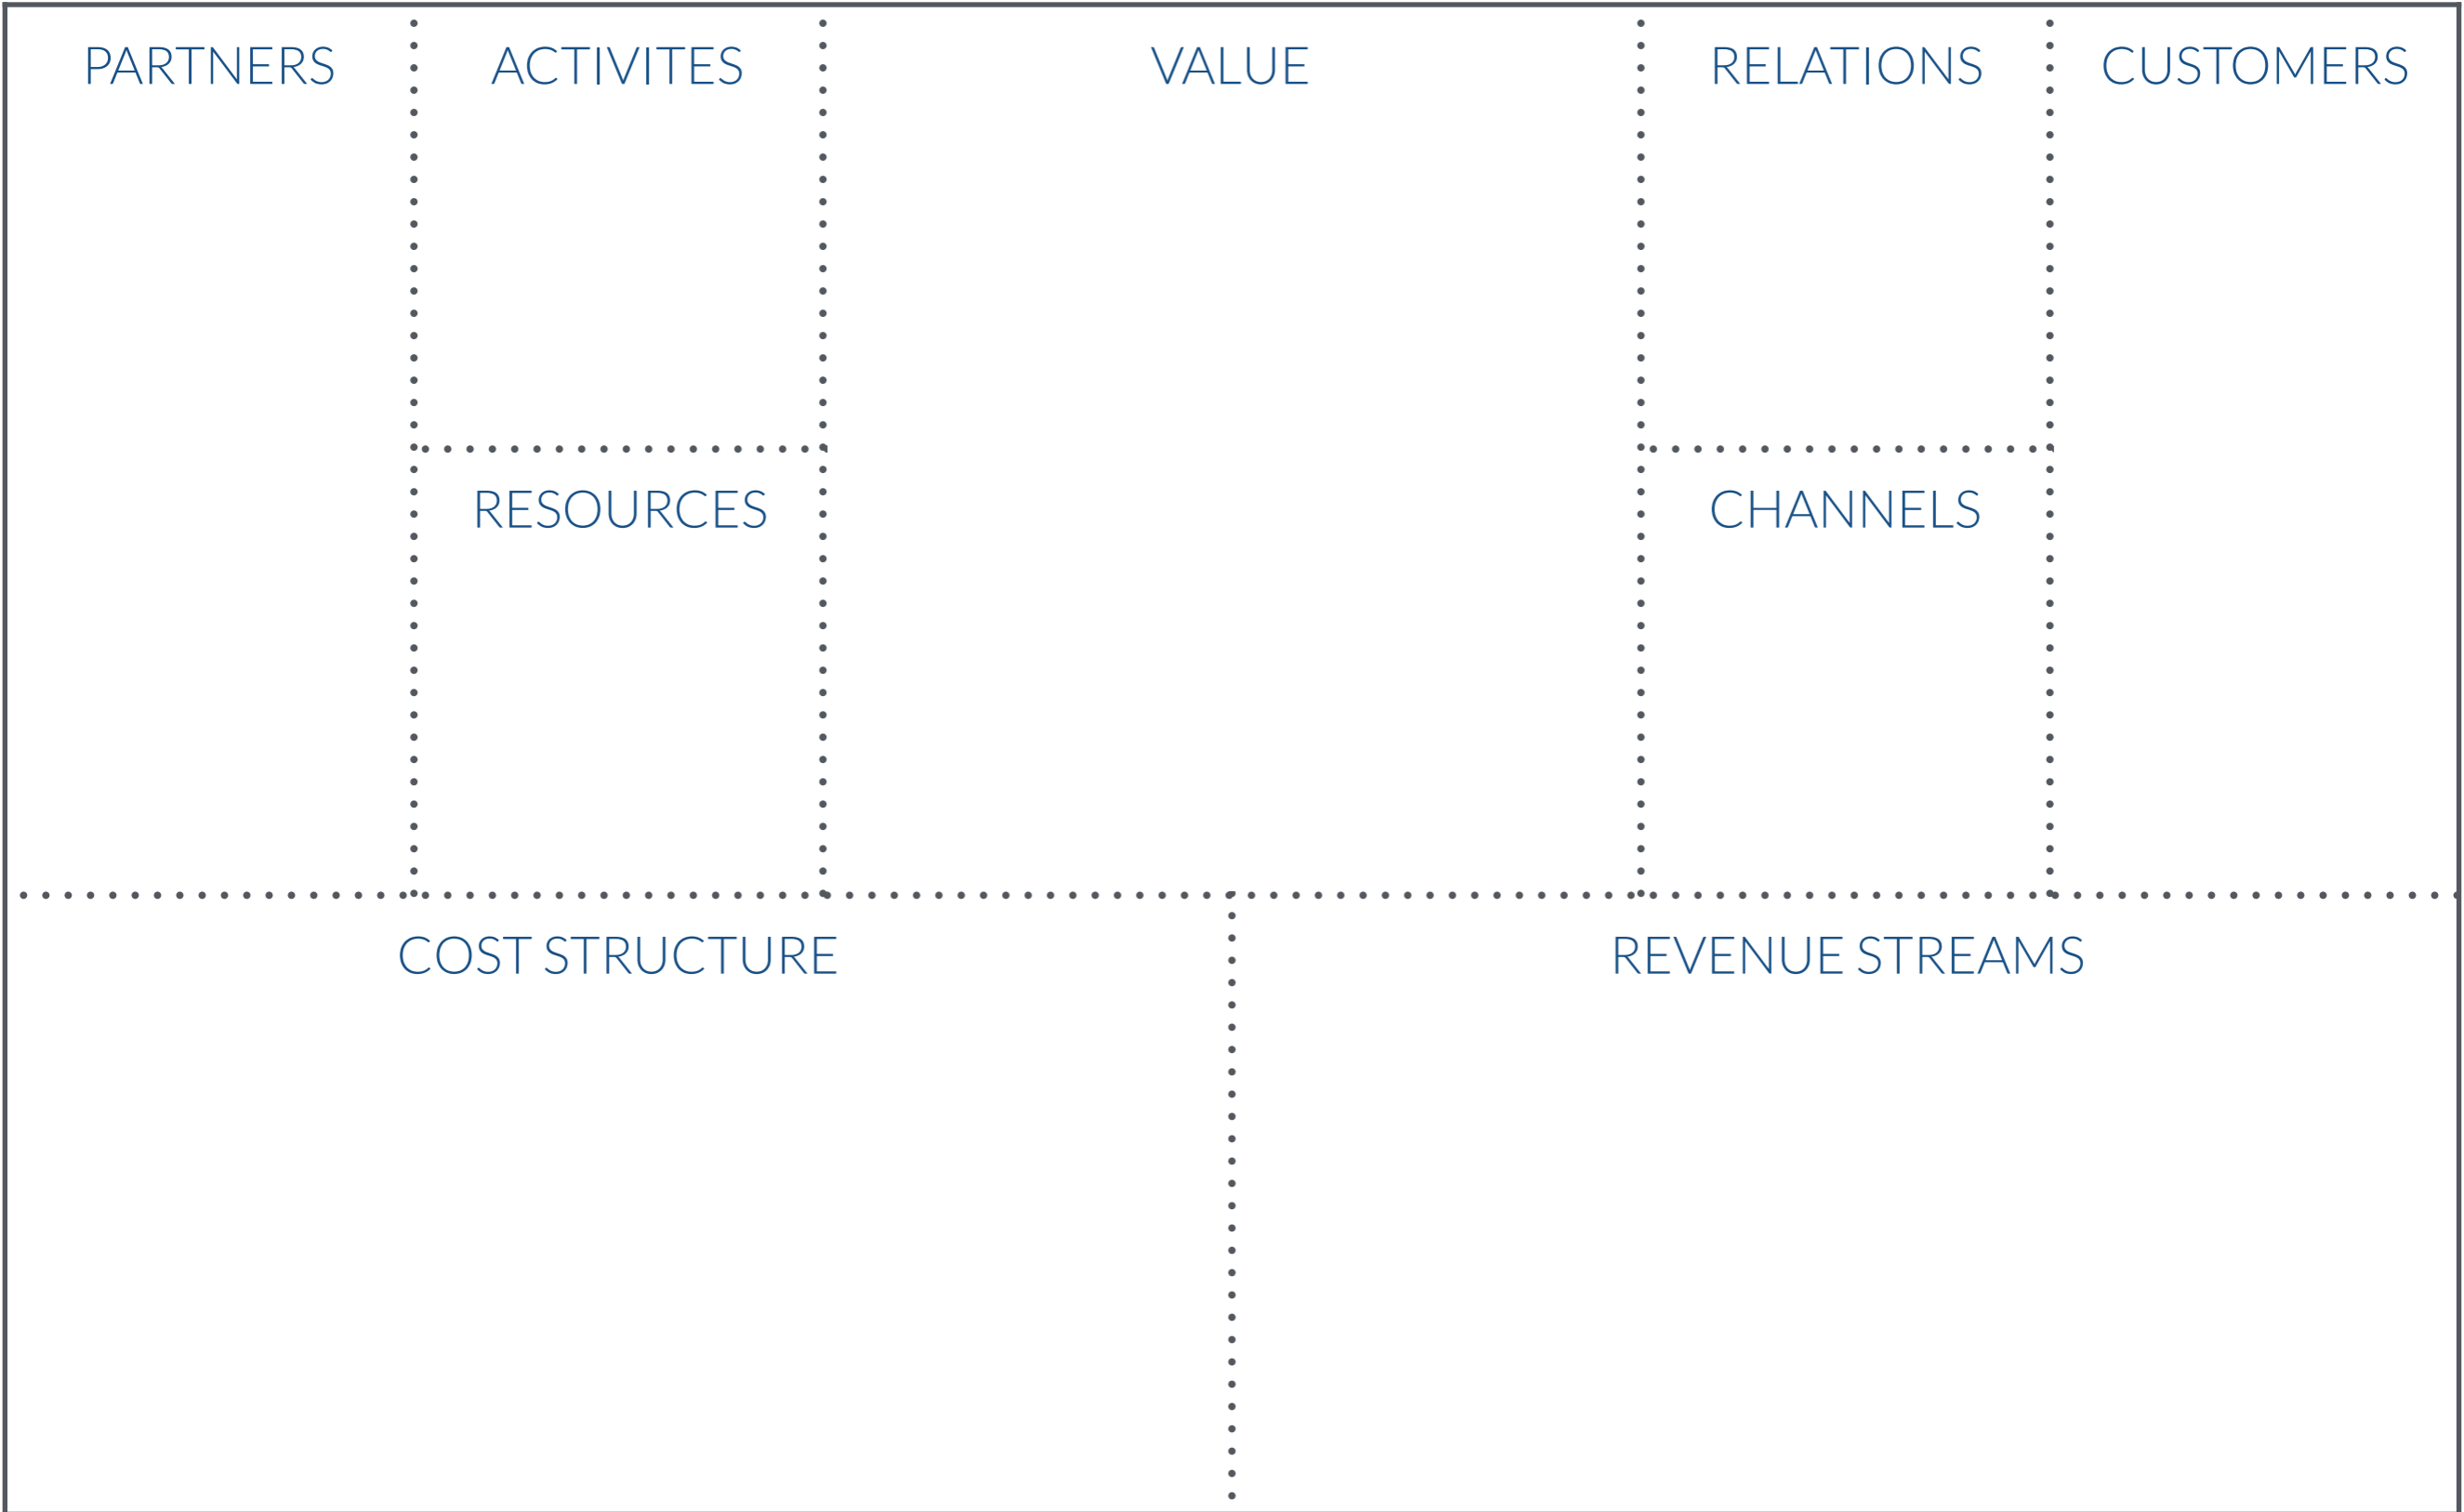 PARTNERS
ACTIVITES
VALUE
RELATIONS
CUSTOMERS
RESOURCES
CHANNELS
COST STRUCTURE
REVENUE STREAMS